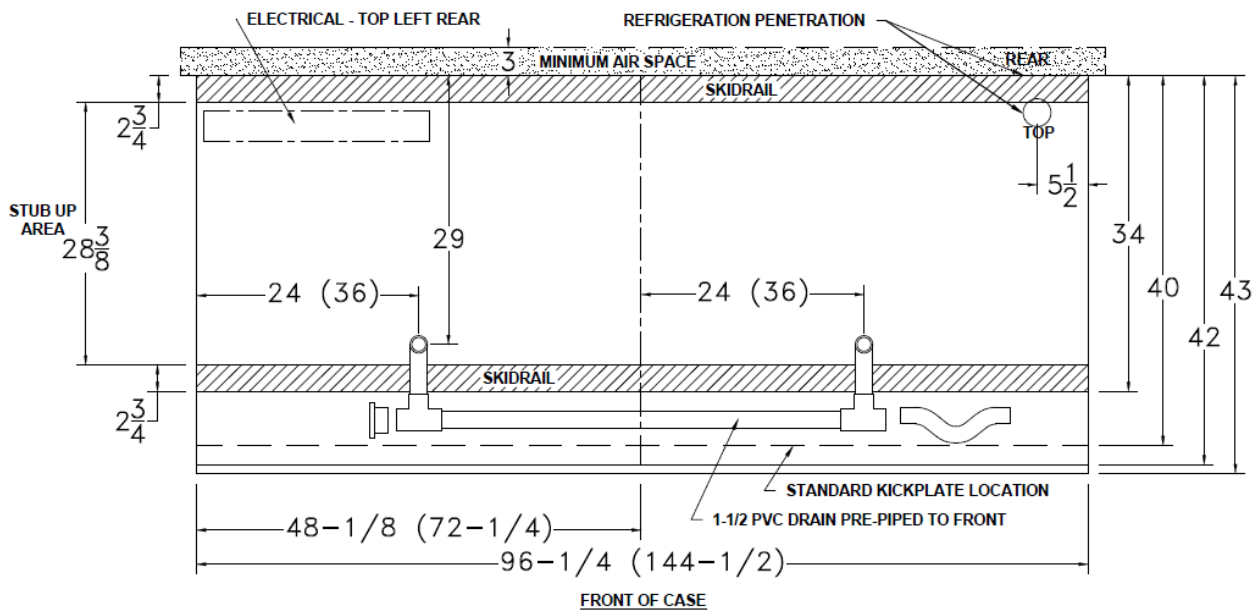 ELECTRICAL - TOP LEFT REAR
REFRIGERATION PENETRATION
3
MINIMUM AIR SPACE
REAR
SKIDRAIL
2 3/4
TOP
5 1/2
STUB UP
AREA
28 3/8
29
34
24 (36)
24 (36)
40
43
42
SKIDRAIL
2 3/4
STANDARD KICKPLATE LOCATION
48-1/8 (72-1/4)
1-1/2 PVC DRAIN PRE-PIPED TO FRONT
96-1/4 (144-1/2)
FRONT OF CASE